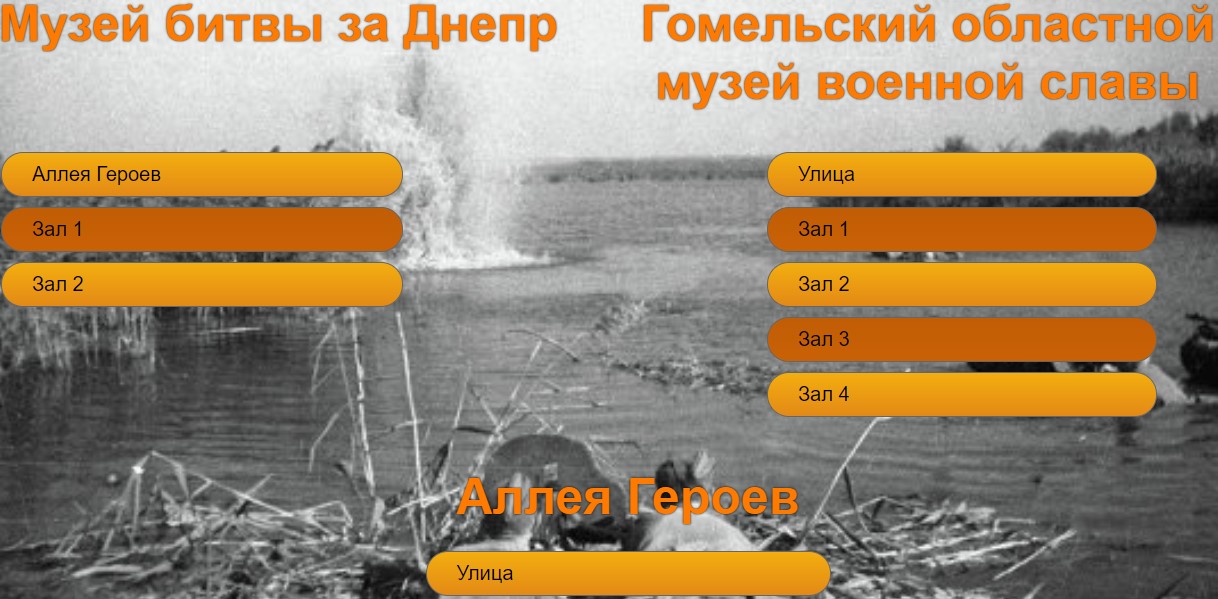 Музей битвы за Днепр
Гомельский областной
музей военной славы
Аллея Героев
Зал 1
Зал 2
Улица
Зал 1
Зал 2
Зал 3
Зал 4
Аллея Героев
Улица